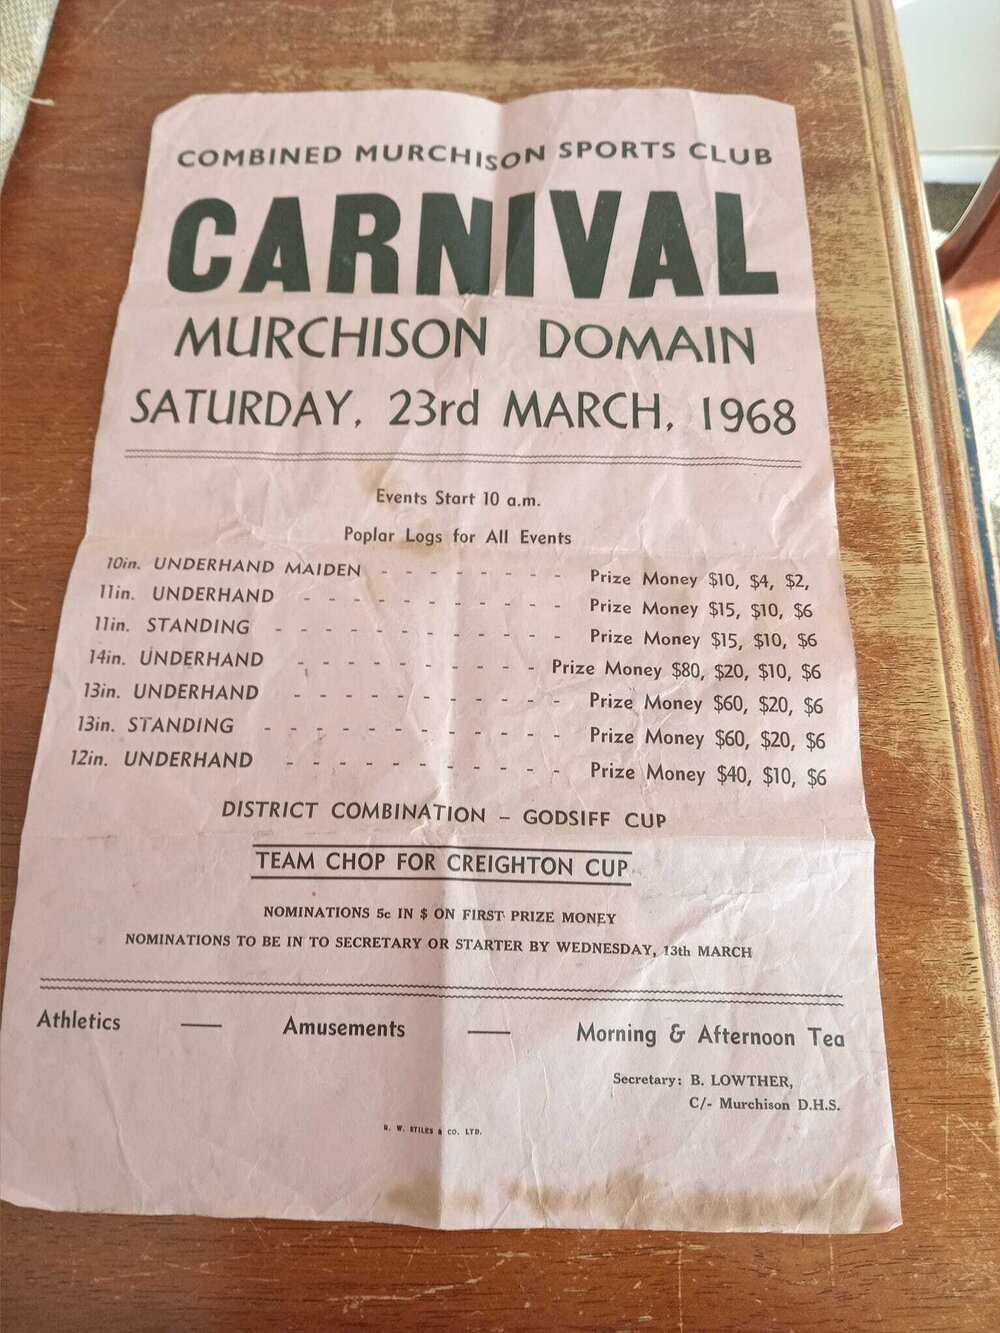 COMBINED MURCHISON SPORTS CLUB
CARNIVAL
MURCHISON DOMAIN
SATURDAY, 23rd MARCH, 1968
Events Start 10 a.m.
Poplar Logs for All Events
10in. UNDERHAND MAIDEN - - - - - - - - Prize Money $10, $4, $2,
11in. UNDERHAND - - - - - - - - - - - Prize Money $15, $10, $6
11in. STANDING - - - - - - - - - - - - Prize Money $15, $10, $6
14in. UNDERHAND - - - - - - - - - - Prize Money $80, $20, $10, $6
13in. UNDERHAND - - - - - - - - - - - Prize Money $60, $20, $6
13in. STANDING - - - - - - - - - - - - Prize Money $60, $20, $6
12in. UNDERHAND - - - - - - - - - - - Prize Money $40, $10, $6
DISTRICT COMBINATION – GODSIFF CUP
TEAM CHOP FOR CREIGHTON CUP
NOMINATIONS 5c IN $ ON FIRST PRIZE MONEY
NOMINATIONS TO BE IN TO SECRETARY OR STARTER BY WEDNESDAY, 13th MARCH
Athletics — Amusements — Morning & Afternoon Tea
Secretary: B. LOWTHER,
C/- Murchison D.H.S.
R. W. STILES & CO. LTD.